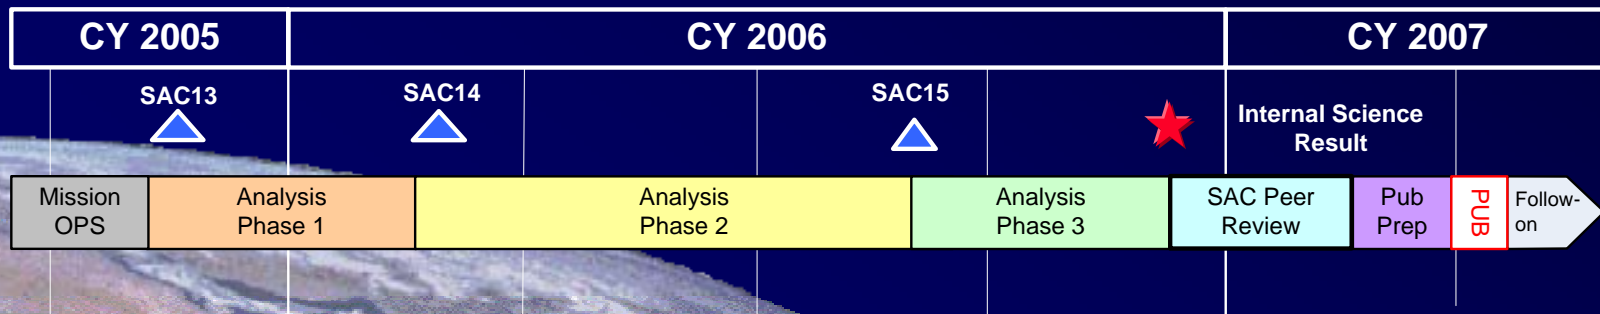 CY 2005
CY 2006
CY 2007
SAC13
SAC14
SAC15
Internal Science
Result
Mission
OPS
Analysis
Phase 1
Analysis
Phase 2
Analysis
Phase 3
SAC Peer
Review
Pub
Prep
PUB
Follow-
on